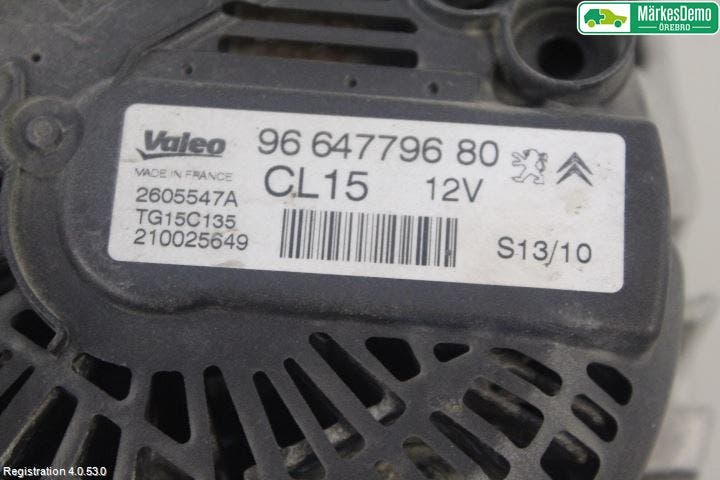 MärkesDemo
ÖREBRO
Valeo
MADE IN FRANCE
2605547A
TG15C135
210025649
96 647796 80
CL15 12V
S13/10
Registration 4.0.53.0